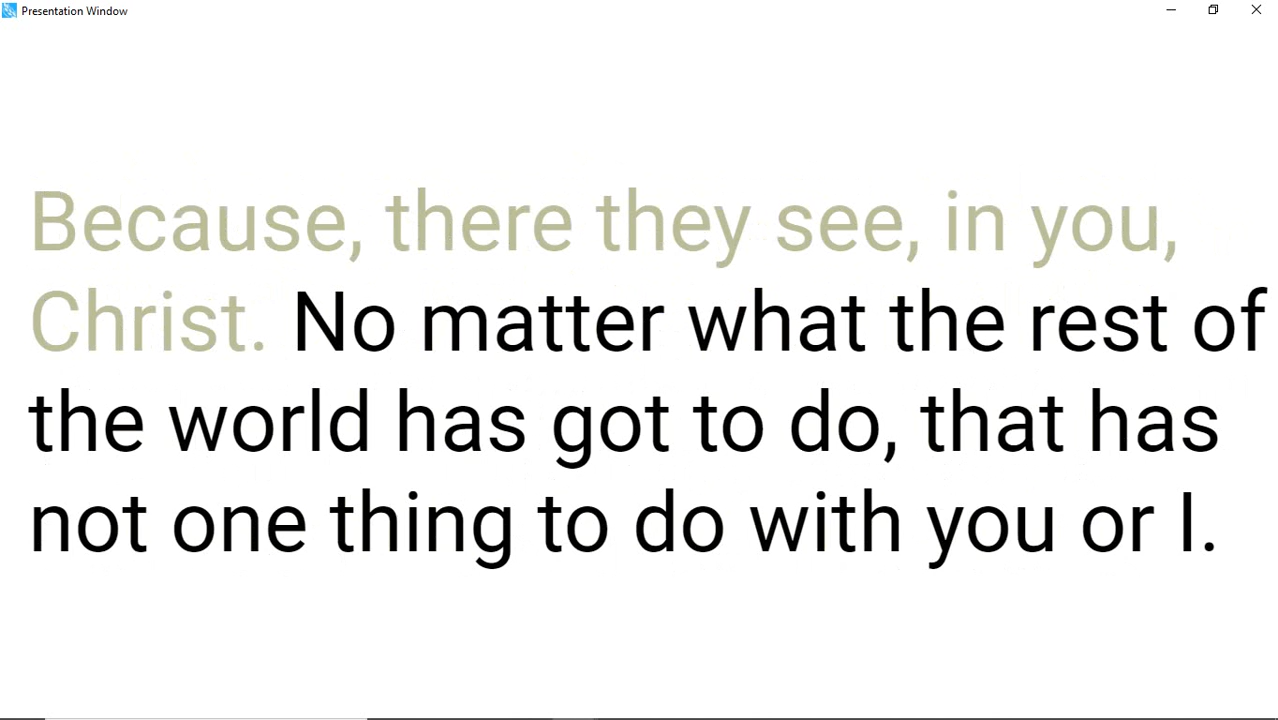 Presentation Window
Because, there they see, in you,
Christ. No matter what the rest of
the world has got to do, that has
not one thing to do with you or I.